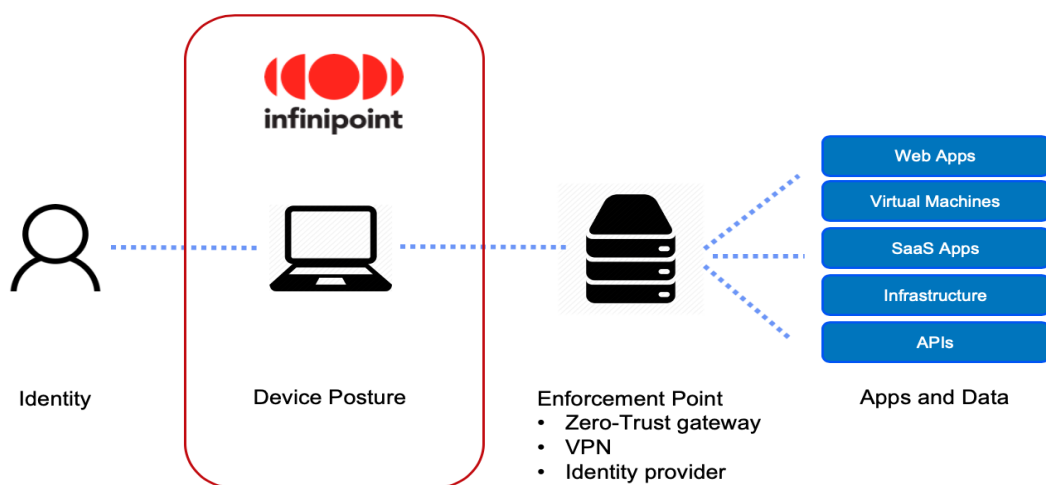 infinipoint
Web Apps
Virtual Machines
SaaS Apps
Infrastructure
APIs
Identity
Device Posture
Enforcement Point
• Zero-Trust gateway
• VPN
• Identity provider
Apps and Data